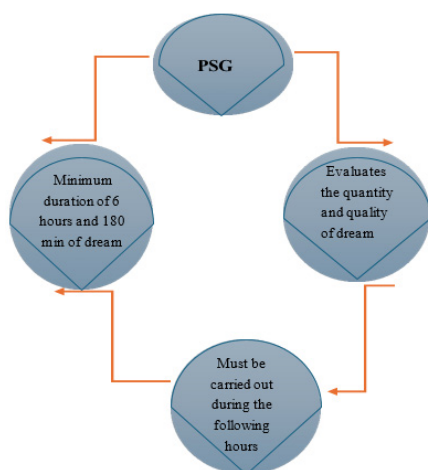 PSG
Minimum
duration of 6
hours and 180
min of dream
Evaluates
the quantity
and quality
of dream
Must be
carried out
during the
following
hours